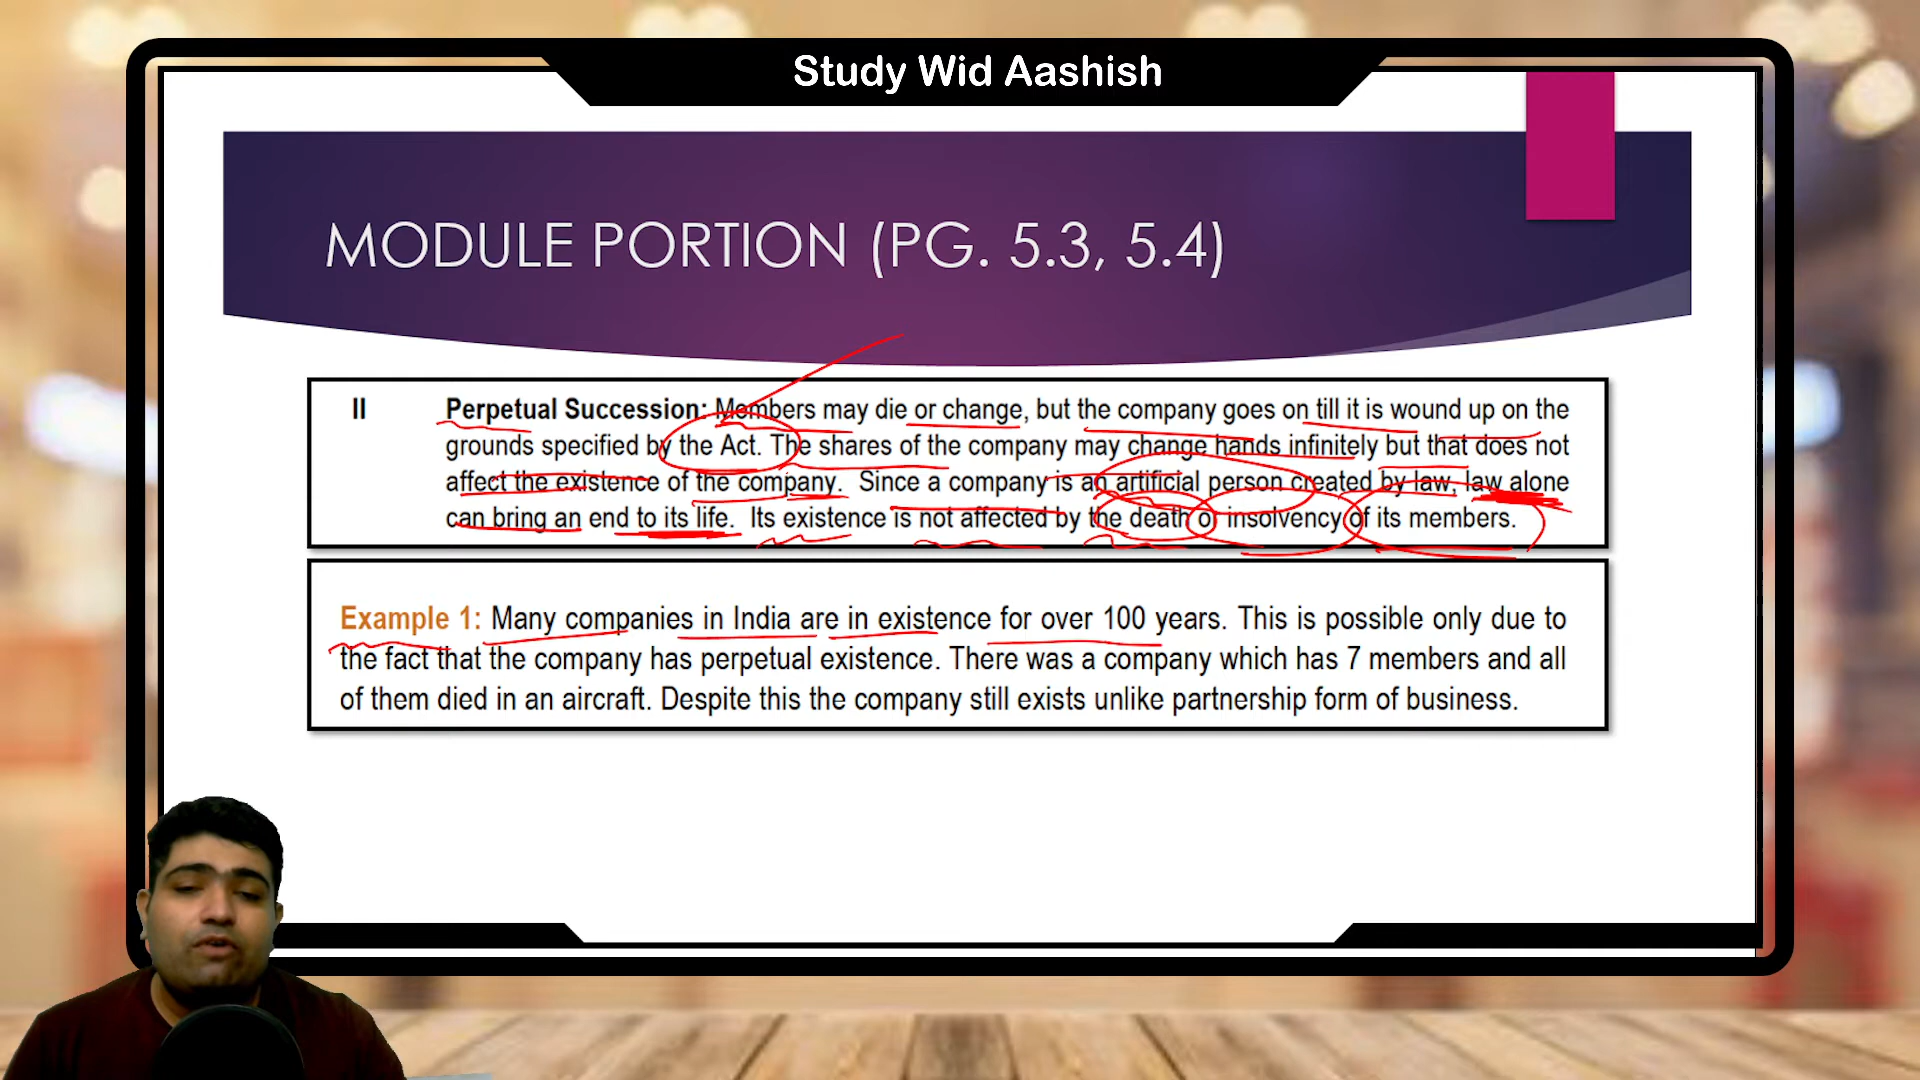 Study Wid Aashish
MODULE PORTION (PG. 5.3, 5.4)
II Perpetual Succession: Members may die or change, but the company goes on till it is wound up on the
grounds specified by the Act. The shares of the company may change hands infinitely but that does not
affect the existence of the company. Since a company is an artificial person created by law, law alone
can bring an end to its life. Its existence is not affected by the death or insolvency of its members.
Example 1: Many companies in India are in existence for over 100 years. This is possible only due to
the fact that the company has perpetual existence. There was a company which has 7 members and all
of them died in an aircraft. Despite this the company still exists unlike partnership form of business.